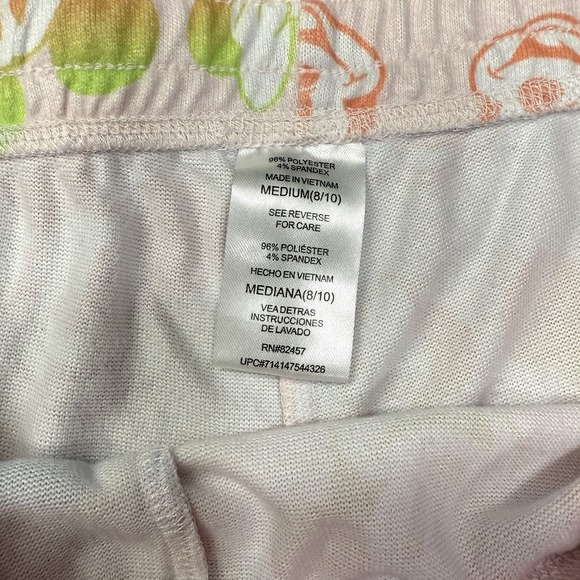 96% POLYESTER
4% SPANDEX
MADE IN VIETNAM
MEDIUM(8/10)
SEE REVERSE
FOR CARE
96% POLIÉSTER
4% SPANDEX
HECHO EN VIETNAM
MEDIANA(8/10)
VEA DETRAS
INSTRUCCIONES
DE LAVADO
RN#82457
UPC#714147544326